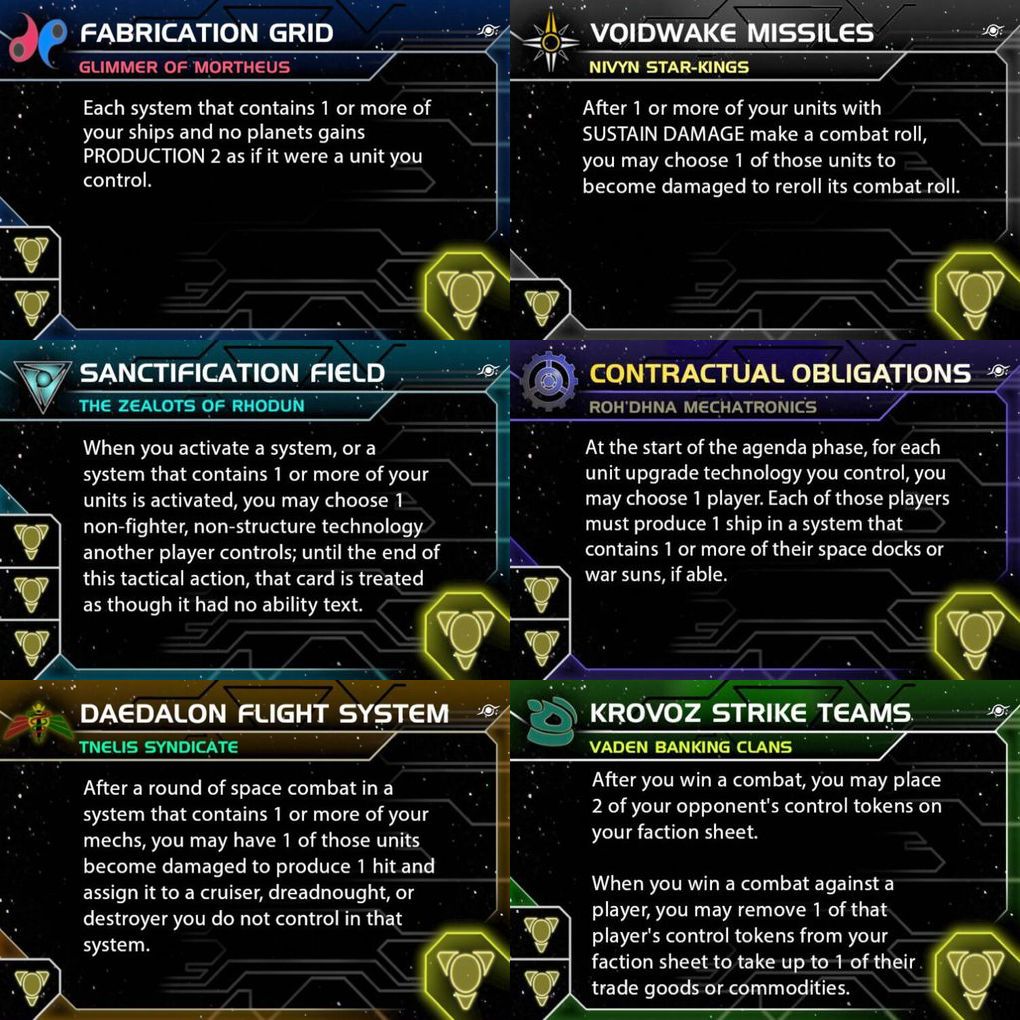 FABRICATION GRID
GLIMMER OF MORTHEUS
Each system that contains 1 or more of
your ships and no planets gains
PRODUCTION 2 as if it were a unit you
control.
VOIDWAKE MISSILES
NIVYN STAR-KINGS
After 1 or more of your units with
SUSTAIN DAMAGE make a combat roll,
you may choose 1 of those units to
become damaged to reroll its combat roll.
SANCTIFICATION FIELD
THE ZEALOTS OF RHODUN
When you activate a system, or a
system that contains 1 or more of your
units is activated, you may choose 1
non-fighter, non-structure technology
another player controls; until the end of
this tactical action, that card is treated
as though it had no ability text.
CONTRACTUAL OBLIGATIONS
ROH'DHNA MECHATRONICS
At the start of the agenda phase, for each
unit upgrade technology you control, you
may choose 1 player. Each of those players
must produce 1 ship in a system that
contains 1 or more of their space docks or
war suns, if able.
DAEDALON FLIGHT SYSTEM
TNELIS SYNDICATE
After a round of space combat in a
system that contains 1 or more of your
mechs, you may have 1 of those units
become damaged to produce 1 hit and
assign it to a cruiser, dreadnought, or
destroyer you do not control in that
system.
KROVOZ STRIKE TEAMS
VADEN BANKING CLANS
After you win a combat, you may place
2 of your opponent's control tokens on
your faction sheet.
When you win a combat against a
player, you may remove 1 of that
player's control tokens from your
faction sheet to take up to 1 of their
trade goods or commodities.